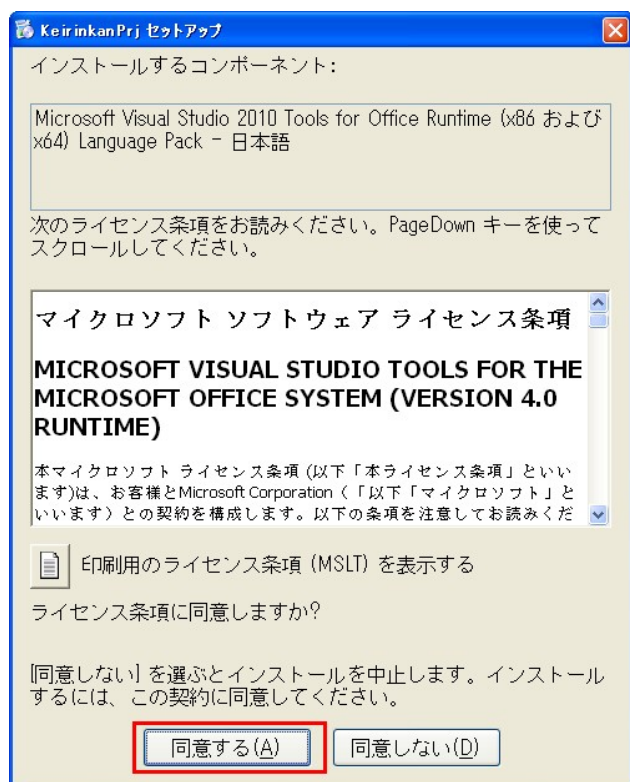 KeirinkanPrj セットアップ
インストールするコンポーネント:
Microsoft Visual Studio 2010 Tools for Office Runtime (x86 および
x64) Language Pack - 日本語
次のライセンス条項をお読みください。PageDown キーを使って
スクロールしてください。
マイクロソフト ソフトウェア ライセンス条項
MICROSOFT VISUAL STUDIO TOOLS FOR THE
MICROSOFT OFFICE SYSTEM (VERSION 4.0
RUNTIME)
本マイクロソフト ライセンス条項 (以下「本ライセンス条項」といい
ます)は、お客様とMicrosoft Corporation (「以下「マイクロソフト」と
いいます) との契約を構成します。以下の条項を注意してお読みくだ
印刷用のライセンス条項 (MSLT) を表示する
ライセンス条項に同意しますか?
[同意しない] を選ぶとインストールを中止します。インストール
するには、この契約に同意してください。
同意する(A)
同意しない(D)